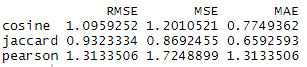 RMSE MSE MAE
cosine 1.0959252 1.2010521 0.7749362
jaccard 0.9323334 0.8692455 0.6592593
pearson 1.3133506 1.7248899 1.3133506